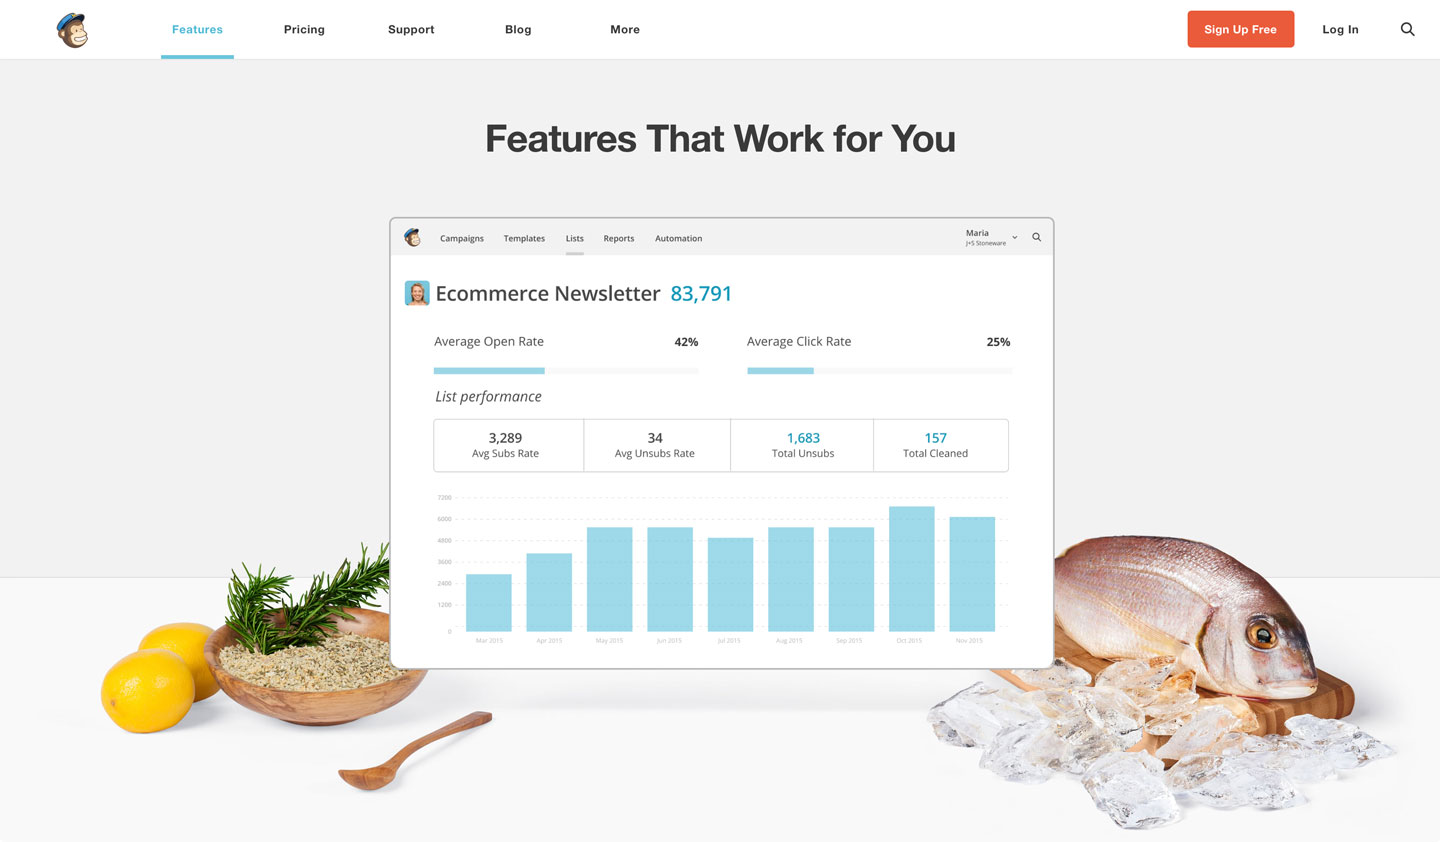 Features Pricing Support Blog More Sign Up Free Log In
Features That Work for You
Campaigns Templates Lists Reports Automation Maria
J+S Stoneware
Ecommerce Newsletter 83,791
Average Open Rate 42% Average Click Rate 25%
List performance
3,289 34 1,683 157
Avg Subs Rate Avg Unsubs Rate Total Unsubs Total Cleaned
7200
6000
4800
3600
2400
1200
0
Mar 2015 Apr 2015 May 2015 Jun 2015 Jul 2015 Aug 2015 Sep 2015 Oct 2015 Nov 2015